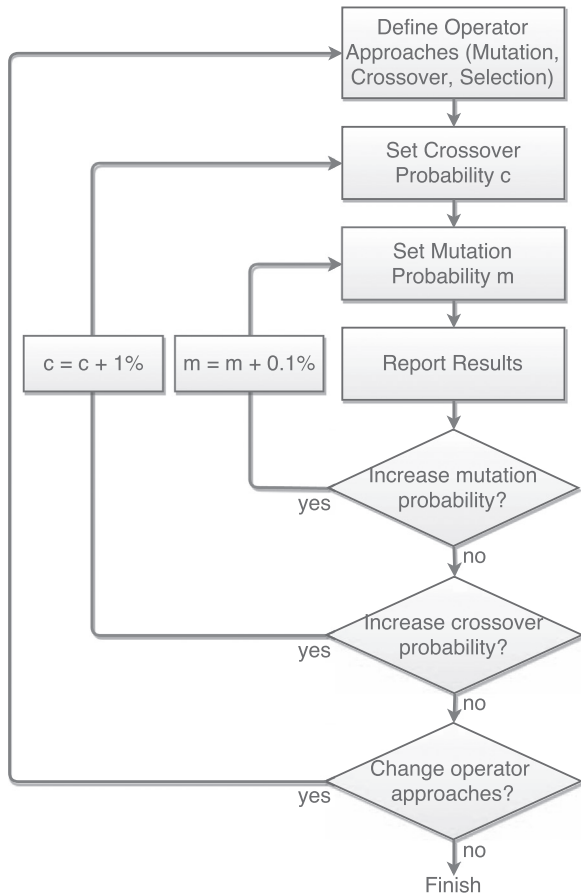 Define Operator
Approaches (Mutation,
Crossover, Selection)
Set Crossover
Probability c
Set Mutation
Probability m
c = c + 1%
m = m + 0.1%
Report Results
Increase mutation
probability?
yes
no
Increase crossover
probability?
yes
no
Change operator
approaches?
yes
no
Finish